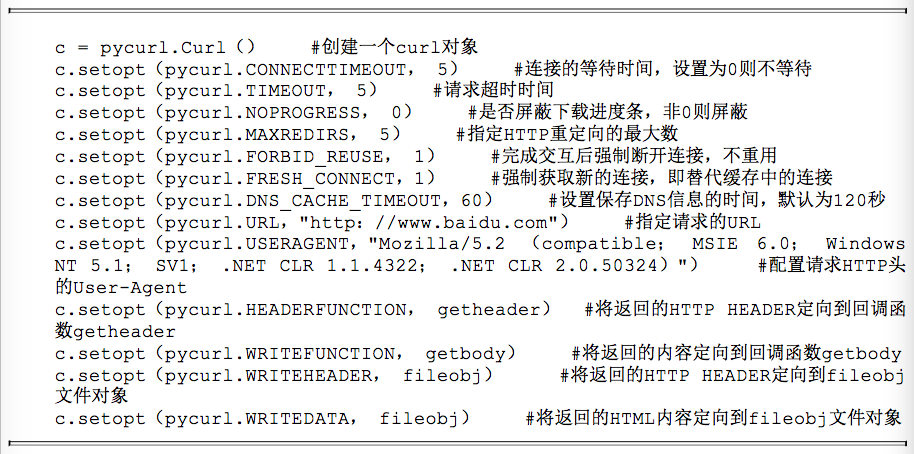 c = pycurl.Curl（） #创建一个curl对象
c.setopt（pycurl.CONNECTTIMEOUT， 5） #连接的等待时间，设置为0则不等待
c.setopt（pycurl.TIMEOUT， 5） #请求超时时间
c.setopt（pycurl.NOPROGRESS， 0） #是否屏蔽下载进度条，非0则屏蔽
c.setopt（pycurl.MAXREDIRS， 5） #指定HTTP重定向的最大数
c.setopt（pycurl.FORBID_REUSE， 1） #完成交互后强制断开连接，不重用
c.setopt（pycurl.FRESH_CONNECT，1） #强制获取新的连接，即替代缓存中的连接
c.setopt（pycurl.DNS_CACHE_TIMEOUT，60） #设置保存DNS信息的时间，默认为120秒
c.setopt（pycurl.URL，"http：//www.baidu.com"） #指定请求的URL
c.setopt（pycurl.USERAGENT，"Mozilla/5.2 （compatible； MSIE 6.0； Windows
NT 5.1； SV1； .NET CLR 1.1.4322； .NET CLR 2.0.50324）"） #配置请求HTTP头
的User-Agent
c.setopt（pycurl.HEADERFUNCTION， getheader） #将返回的HTTP HEADER定向到回调函
数getheader
c.setopt（pycurl.WRITEFUNCTION， getbody） #将返回的内容定向到回调函数getbody
c.setopt（pycurl.WRITEHEADER， fileobj） #将返回的HTTP HEADER定向到fileobj
文件对象
c.setopt（pycurl.WRITEDATA， fileobj） #将返回的HTML内容定向到fileobj文件对象